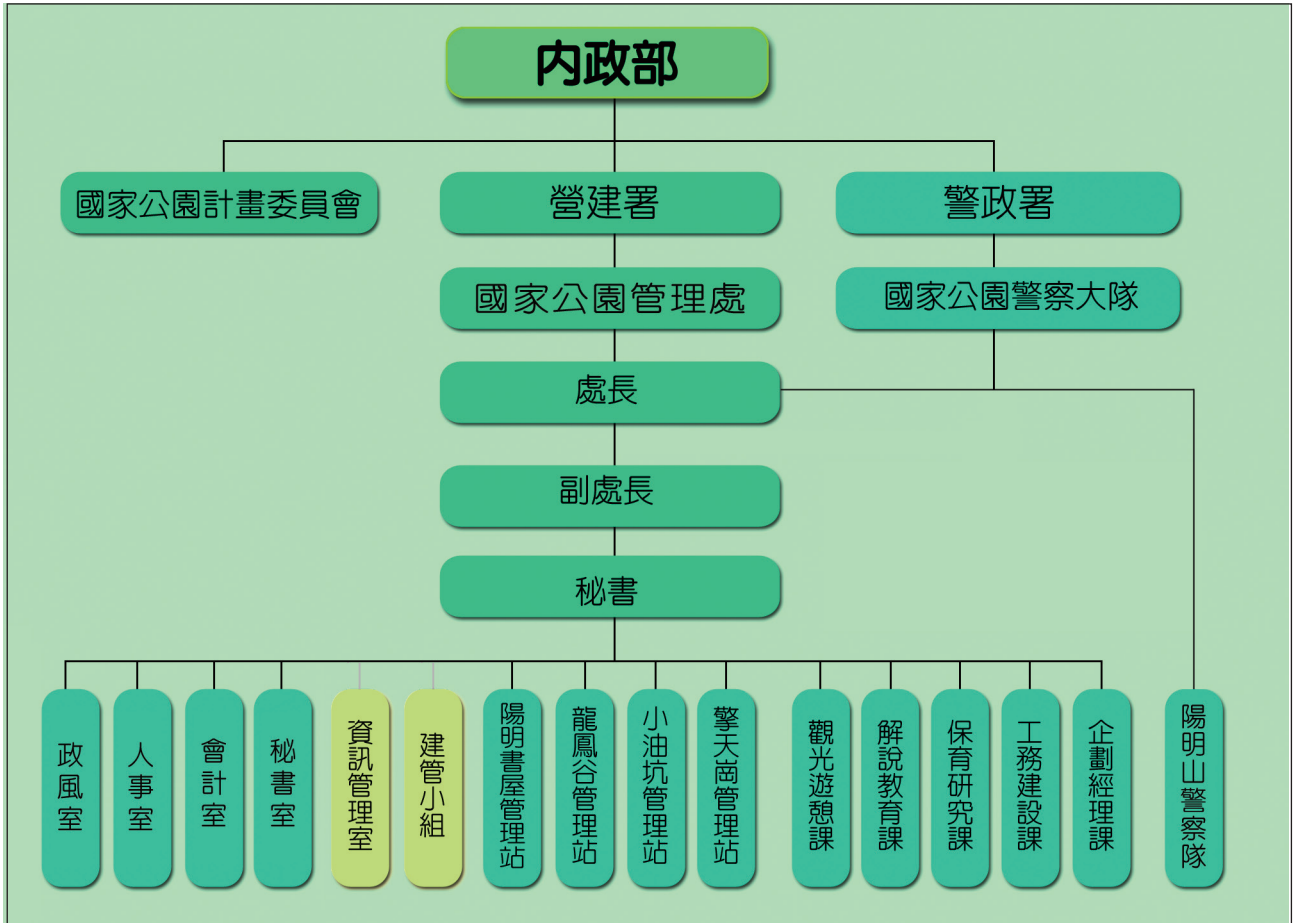 內政部
國家公園計畫委員會
營建署
警政署
國家公園管理處
國家公園警察大隊
處長
副處長
秘書
政風室
人事室
會計室
秘書室
資訊管理室
建管小組
陽明書屋管理站
龍鳳谷管理站
小油坑管理站
擎天崗管理站
觀光遊憩課
解說教育課
保育研究課
工務建設課
企劃經理課
陽明山警察隊